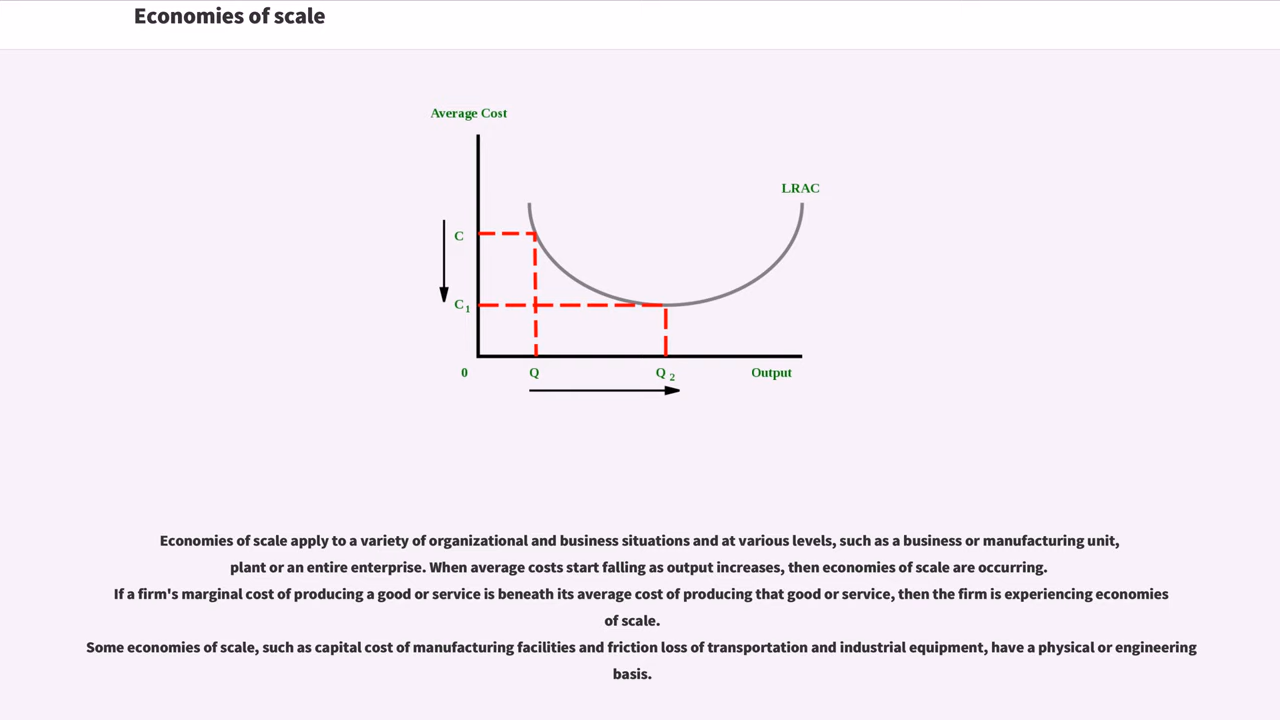 Economies of scale
Average Cost
LRAC
C
C1
0
Q
Q2
Output
Economies of scale apply to a variety of organizational and business situations and at various levels, such as a business or manufacturing unit,
plant or an entire enterprise. When average costs start falling as output increases, then economies of scale are occurring.
If a firm's marginal cost of producing a good or service is beneath its average cost of producing that good or service, then the firm is experiencing economies
of scale.
Some economies of scale, such as capital cost of manufacturing facilities and friction loss of transportation and industrial equipment, have a physical or engineering
basis.